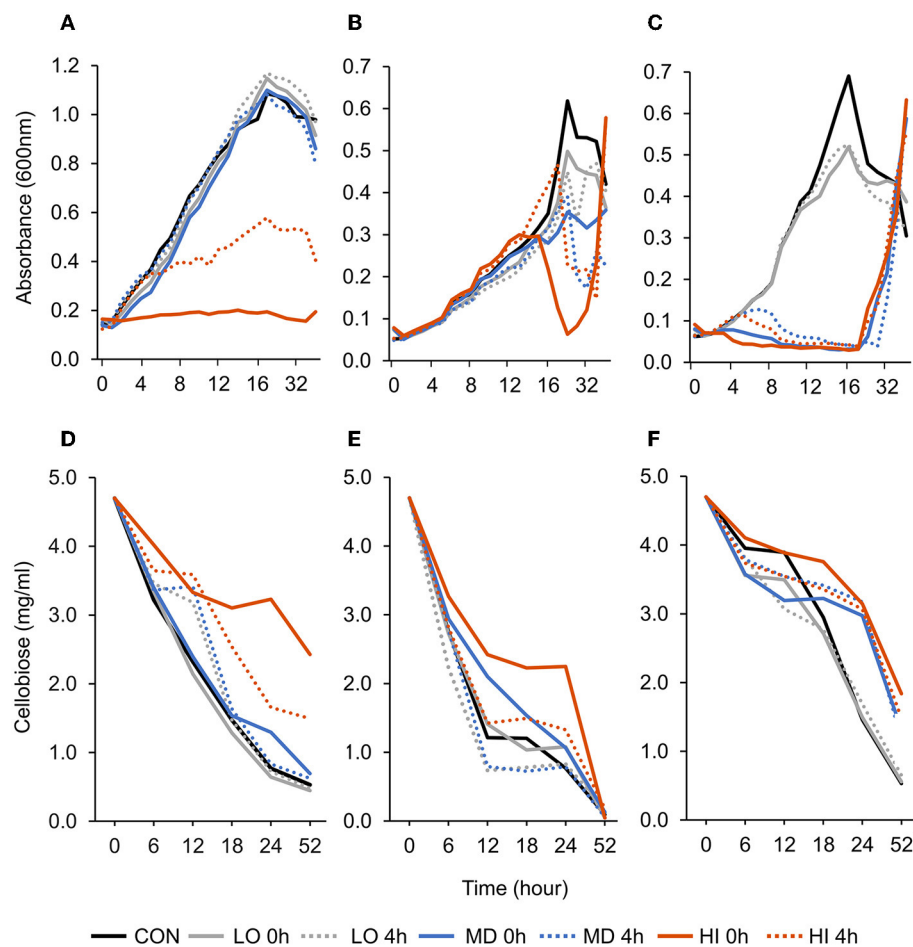 A
B
C
Absorbance (600nm)
1.2
1.0
0.8
0.6
0.4
0.2
0.0
0 4 8 12 16 32
0.7
0.6
0.5
0.4
0.3
0.2
0.1
0.0
0 4 8 12 16 32
0.7
0.6
0.5
0.4
0.3
0.2
0.1
0.0
0 4 8 12 16 32
D
E
F
Cellobiose (mg/ml)
5.0
4.0
3.0
2.0
1.0
0.0
0 6 12 18 24 52
5.0
4.0
3.0
2.0
1.0
0.0
0 6 12 18 24 52
5.0
4.0
3.0
2.0
1.0
0.0
0 6 12 18 24 52
Time (hour)
CON LO 0h LO 4h MD 0h MD 4h HI 0h HI 4h